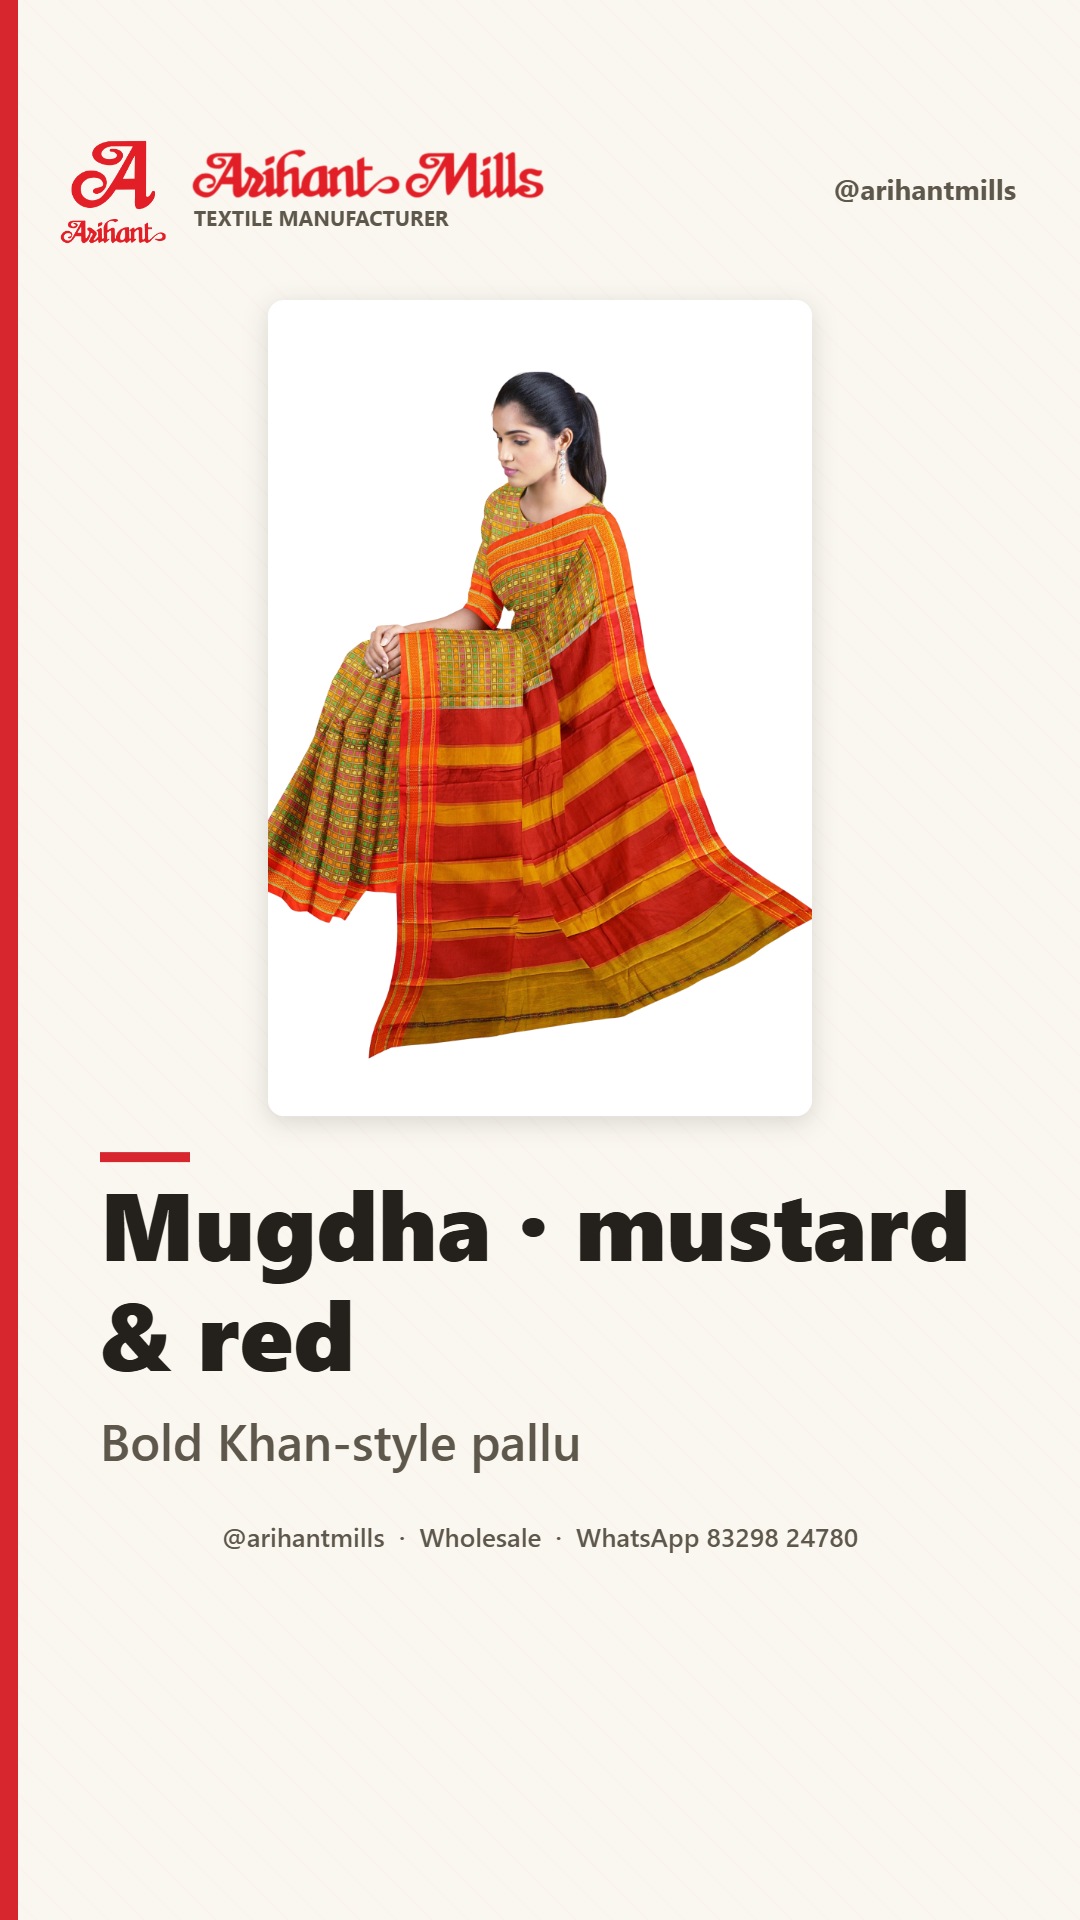 A
Arihant
Arihant Mills
TEXTILE MANUFACTURER
@arihantmills
Mugdha · mustard
& red
Bold Khan-style pallu
@arihantmills · Wholesale · WhatsApp 83298 24780